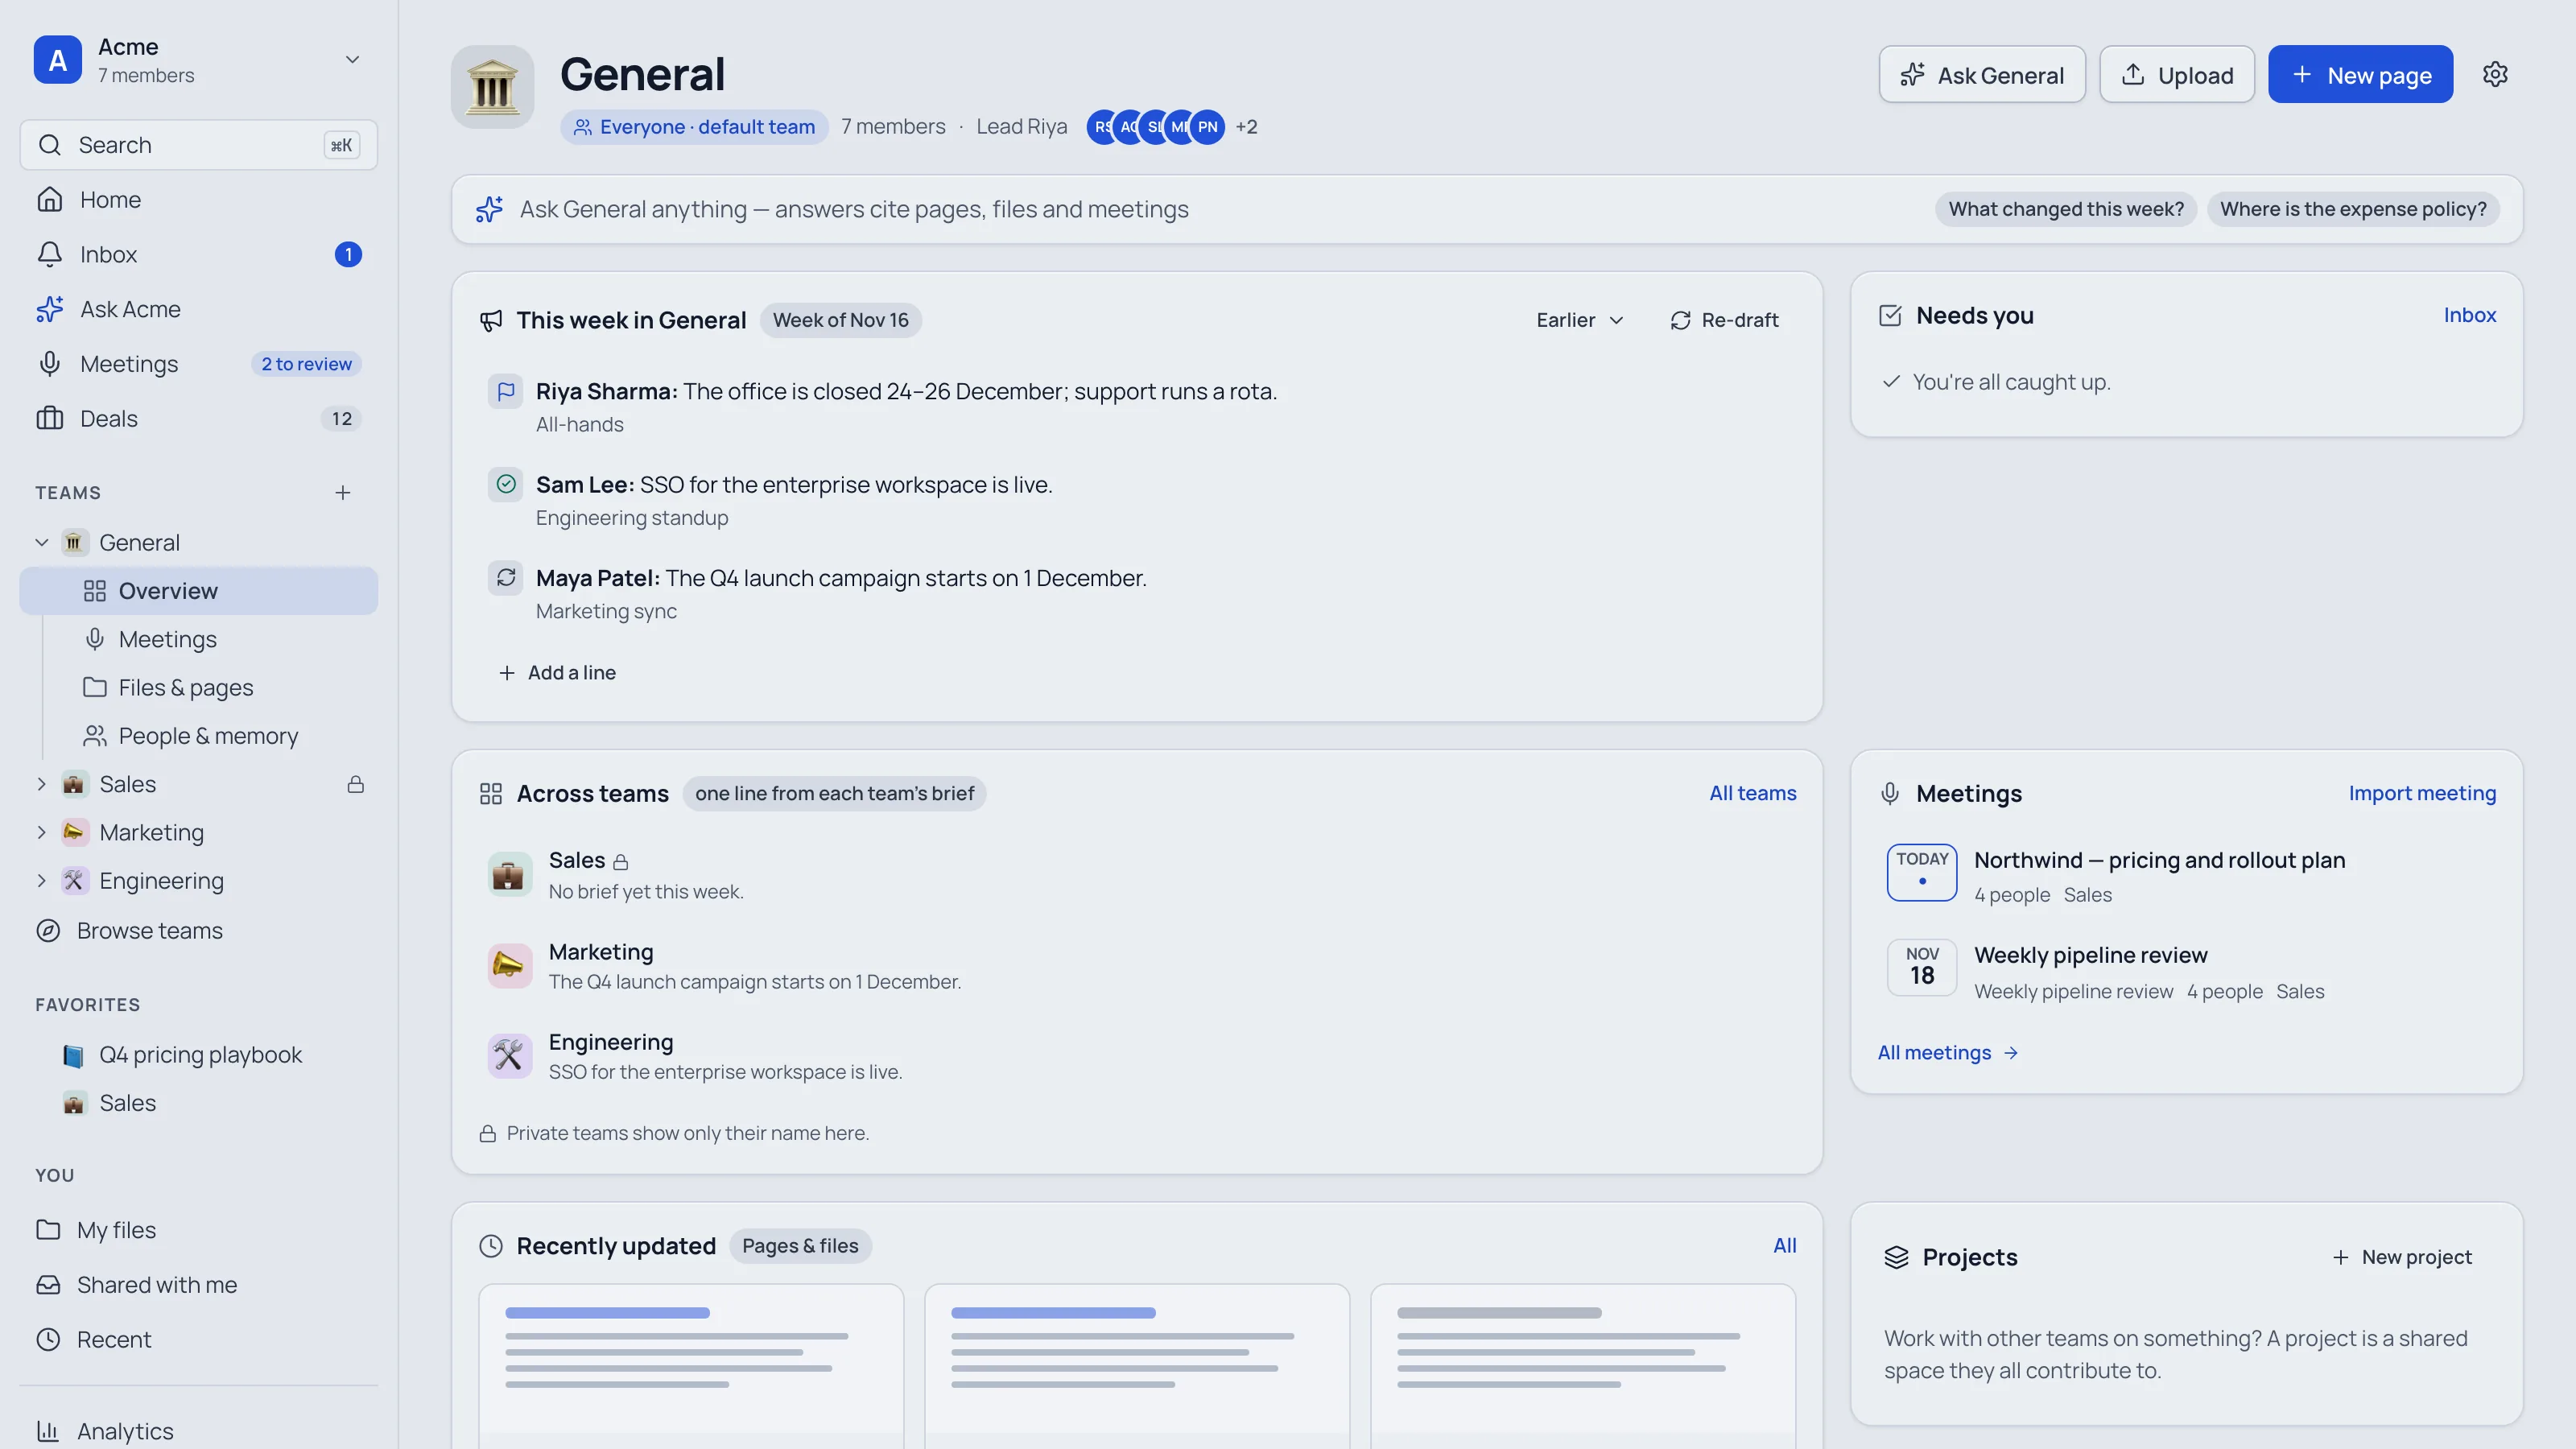 A
Acme
7 members
Search
⌘K
Home
Inbox
1
Ask Acme
Meetings
2 to review
Deals
12
TEAMS
General
Overview
Meetings
Files & pages
People & memory
Sales
Marketing
Engineering
Browse teams
FAVORITES
Q4 pricing playbook
Sales
YOU
My files
Shared with me
Recent
Analytics
General
Everyone · default team
7 members · Lead Riya
PN
+2
Ask General
Upload
New page
Ask General anything — answers cite pages, files and meetings
What changed this week?
Where is the expense policy?
This week in General
Week of Nov 16
Earlier
Re-draft
Riya Sharma: The office is closed 24–26 December; support runs a rota.
All-hands
Sam Lee: SSO for the enterprise workspace is live.
Engineering standup
Maya Patel: The Q4 launch campaign starts on 1 December.
Marketing sync
Add a line
Needs you
Inbox
You're all caught up.
Across teams
one line from each team's brief
All teams
Sales
No brief yet this week.
Marketing
The Q4 launch campaign starts on 1 December.
Engineering
SSO for the enterprise workspace is live.
Private teams show only their name here.
Meetings
Import meeting
TODAY
Northwind — pricing and rollout plan
4 people Sales
NOV
18
Weekly pipeline review
Weekly pipeline review 4 people Sales
All meetings
Recently updated
Pages & files
All
Projects
New project
Work with other teams on something? A project is a shared
space they all contribute to.